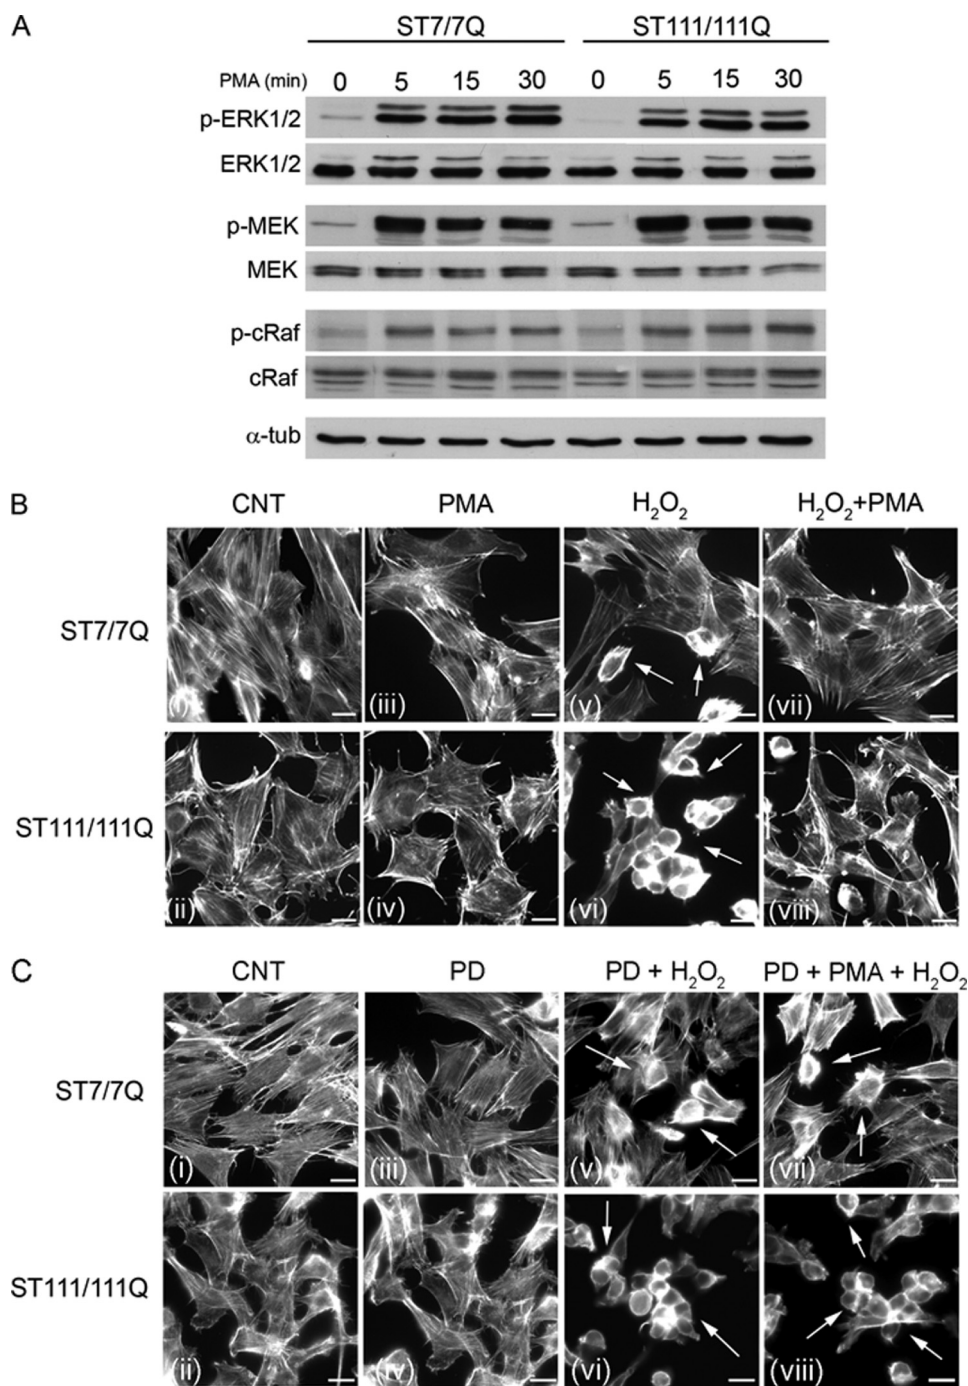 A
ST7/7Q ST111/111Q
PMA (min) 0 5 15 30 0 5 15 30
p-ERK1/2
ERK1/2
p-MEK
MEK
p-cRaf
cRaf
α-tub
B CNT PMA H₂O₂ H₂O₂+PMA
ST7/7Q
(i) (iii) (v) (vii)
ST111/111Q
(ii) (iv) (vi) (viii)
C CNT PD PD + H₂O₂ PD + PMA + H₂O₂
ST7/7Q
(i) (iii) (v) (vii)
ST111/111Q
(ii) (iv) (vi) (viii)